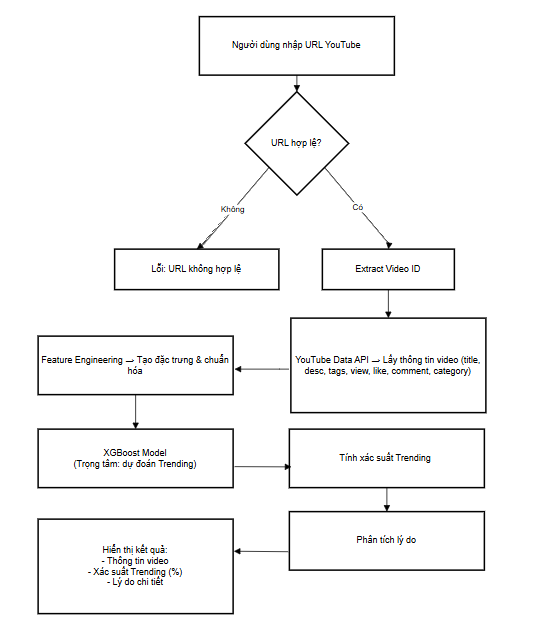 Người dùng nhập URL YouTube
URL hợp lệ?
Không
Có
Lỗi: URL không hợp lệ
Extract Video ID
Feature Engineering → Tạo đặc trưng & chuẩn
hóa
YouTube Data API → Lấy thông tin video (title,
desc, tags, view, like, comment, category)
XGBoost Model
(Trọng tâm: dự đoán Trending)
Tính xác suất Trending
Phân tích lý do
Hiển thị kết quả:
- Thông tin video
- Xác suất Trending (%)
- Lý do chi tiết